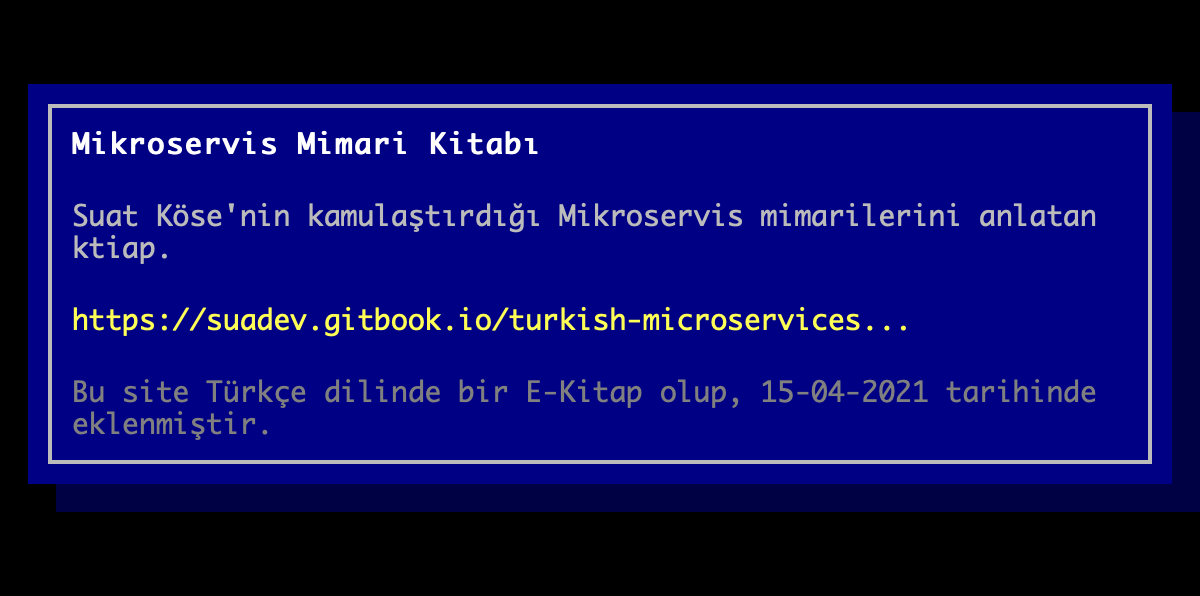 Mikroservis Mimari Kitabı
Suat Köse'nin kamulaştırdığı Mikroservis mimarilerini anlatan
ktiap.
https://suadev.gitbook.io/turkish-microservices...
Bu site Türkçe dilinde bir E-Kitap olup, 15-04-2021 tarihinde
eklenmiştir.